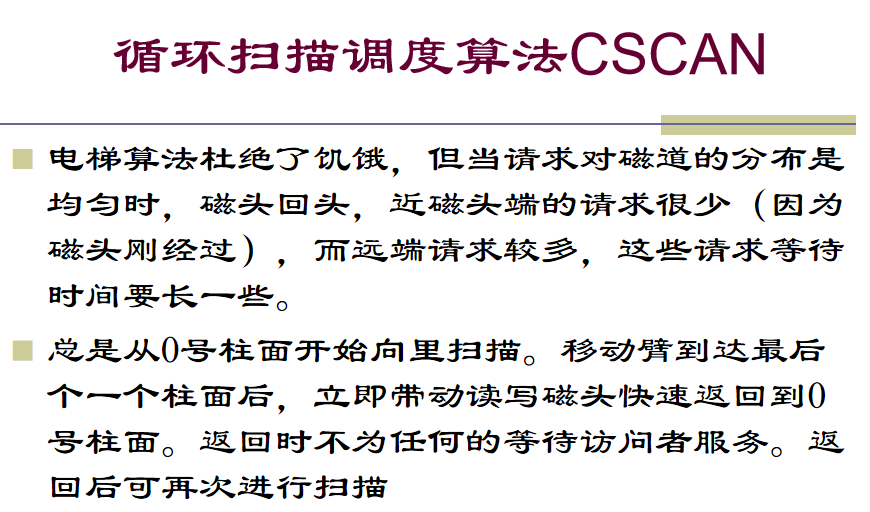 循环扫描调度算法CSCAN
电梯算法杜绝了饥饿，但当请求对磁道的分布是
均匀时，磁头回头，近磁头端的请求很少（因为
磁头刚经过），而远端请求较多，这些请求等待
时间要长一些。
总是从0号柱面开始向里扫描。移动臂到达最后
个一个柱面后，立即带动读写磁头快速返回到0
号柱面。返回时不为任何的等待访问者服务。返
回后可再次进行扫描